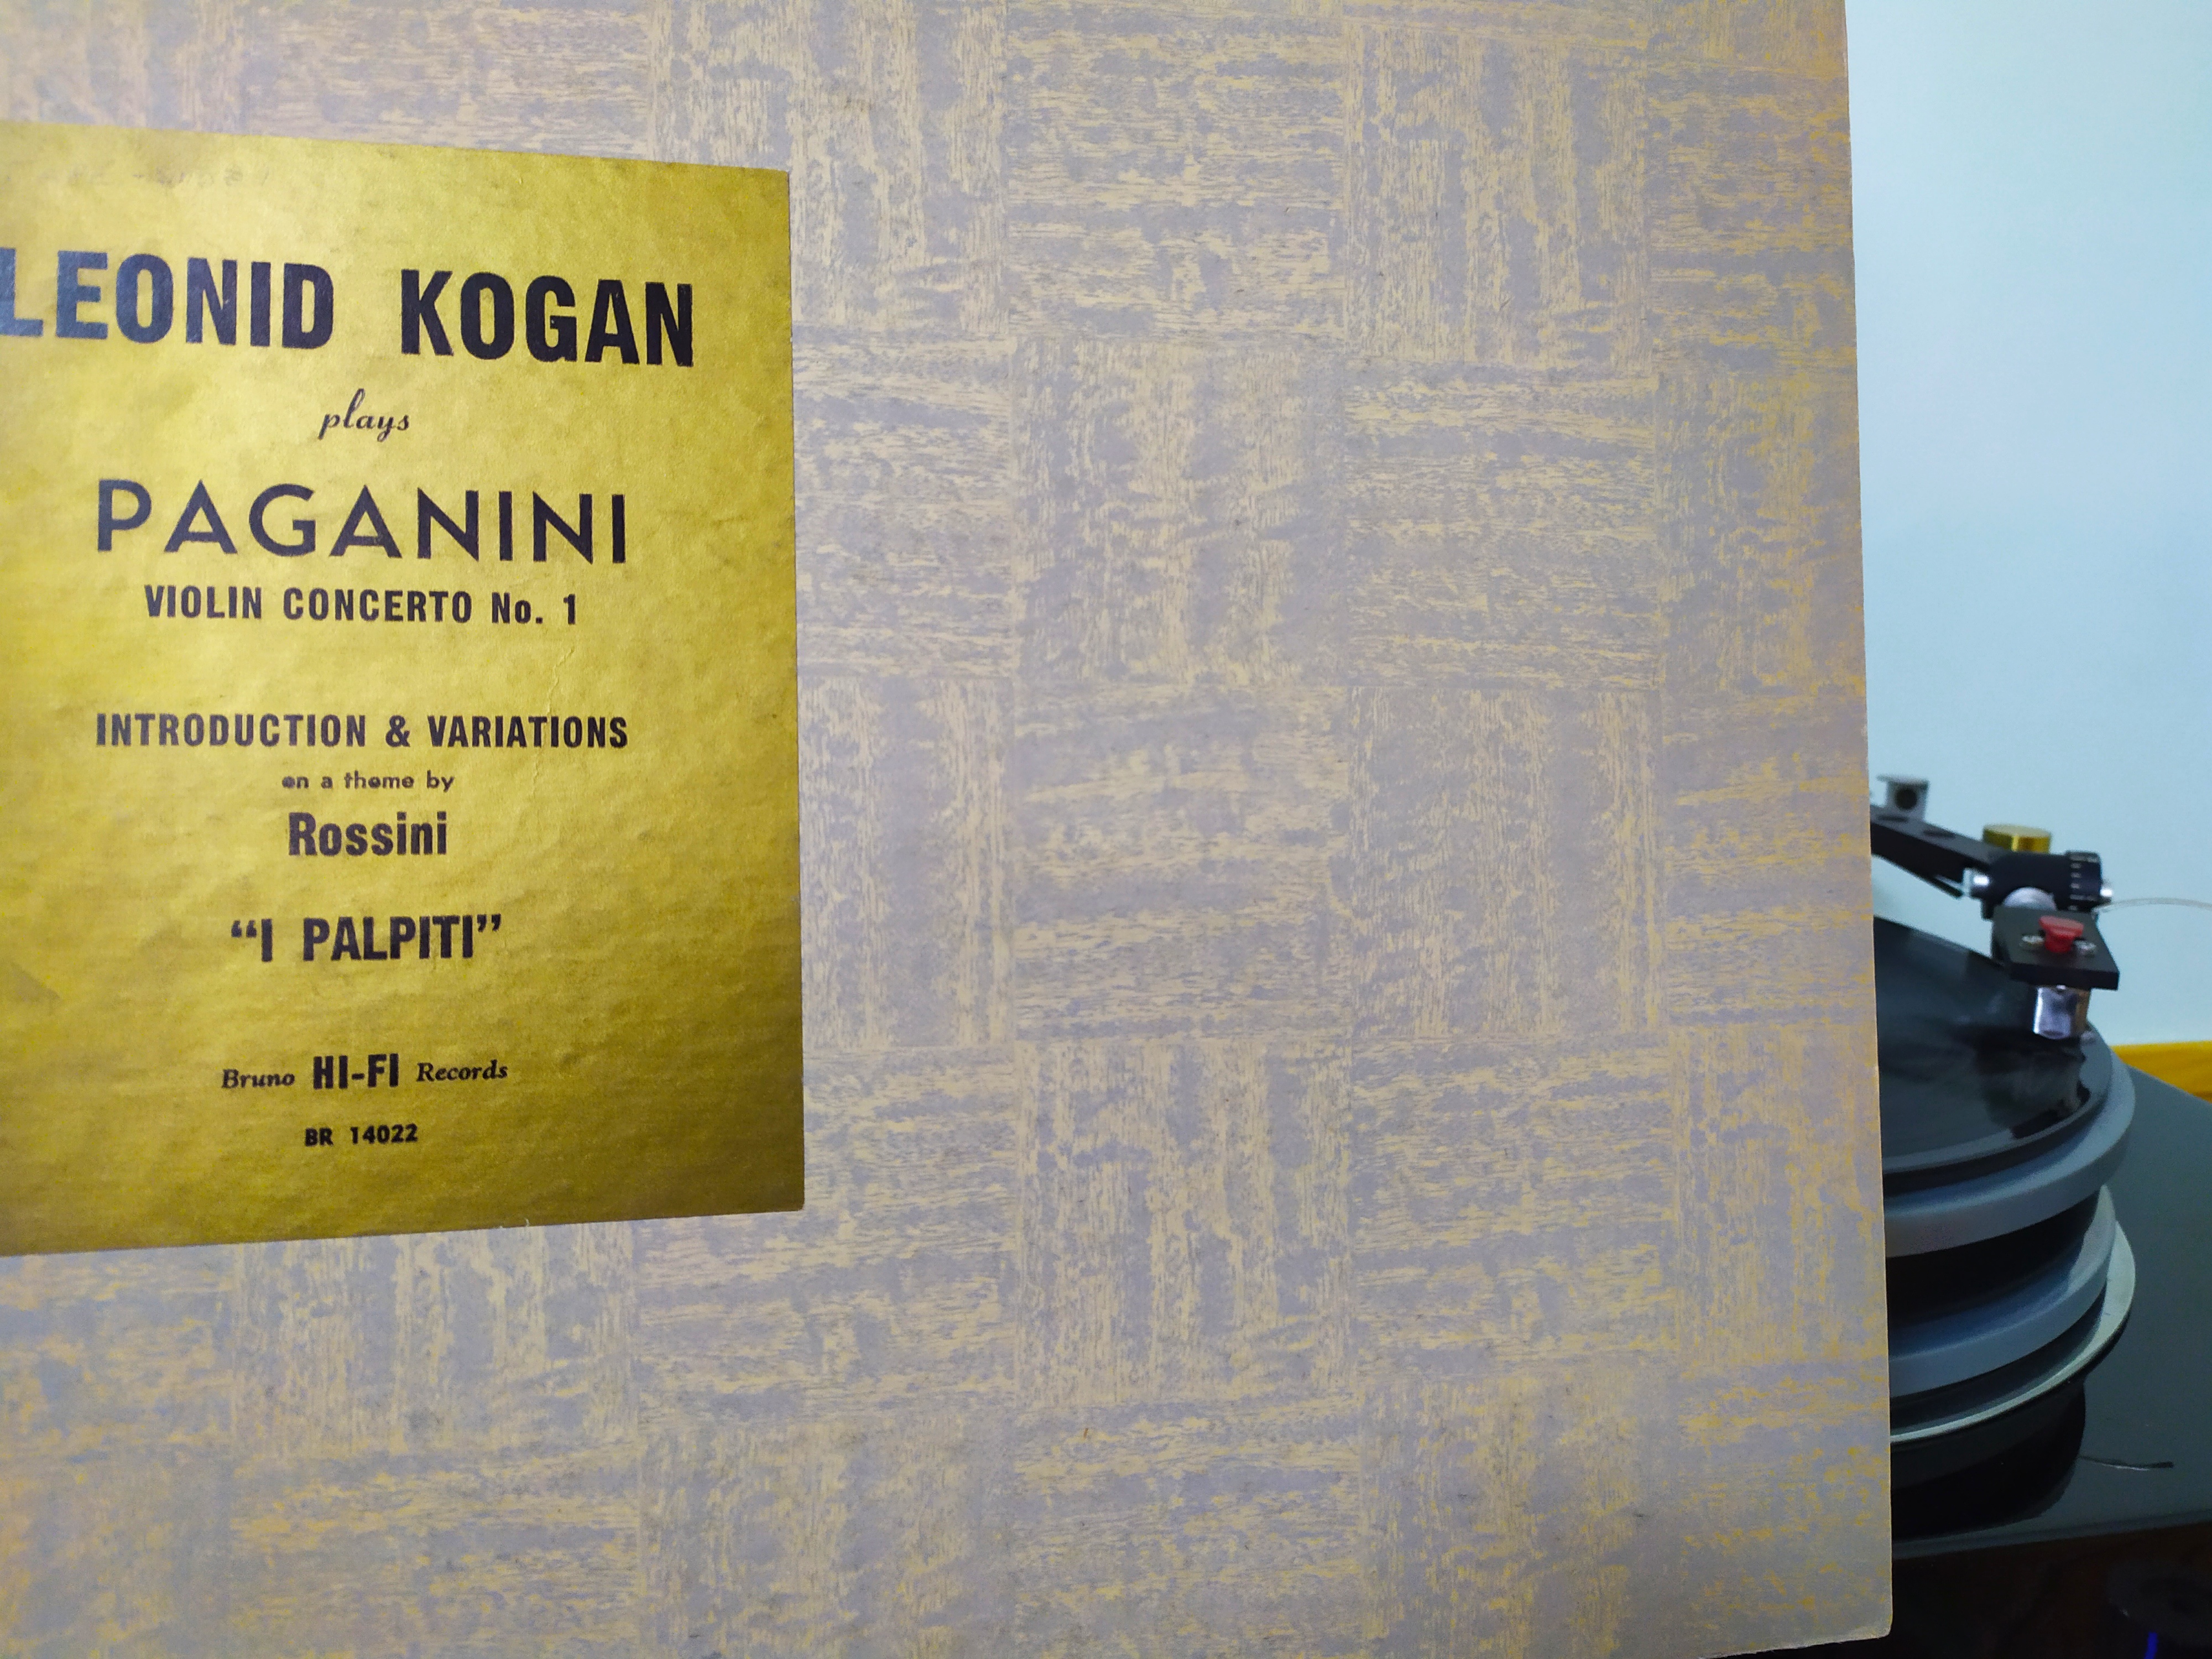 LEONID KOGAN
plays
PAGANINI
VIOLIN CONCERTO No. 1
INTRODUCTION & VARIATIONS
on a theme by
Rossini
“I PALPITI”
Bruno HI-FI Records
BR 14022